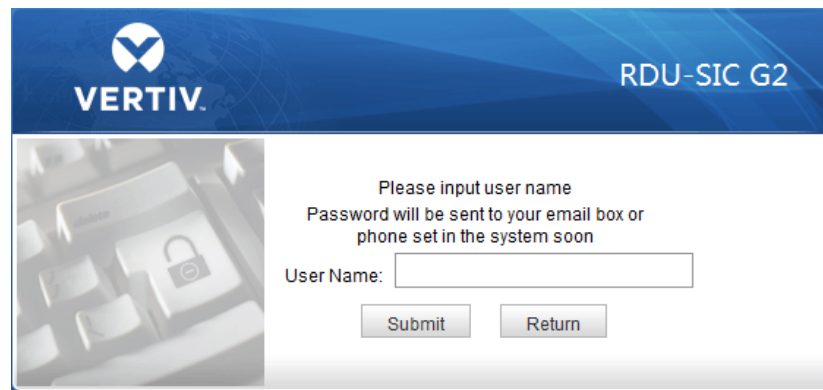 VERTIV.
RDU-SIC G2
Please input user name
Password will be sent to your email box or
phone set in the system soon
User Name:
Submit
Return